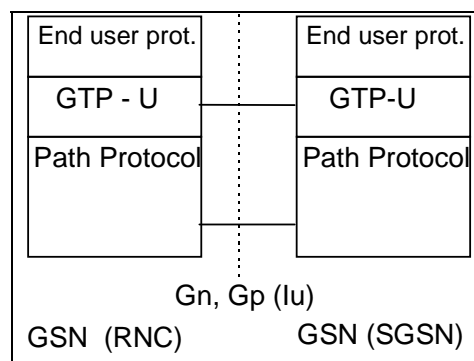 End user prot.
End user prot.
GTP - U
GTP-U
Path Protocol
Path Protocol
Gn, Gp (Iu)
GSN (RNC)
GSN (SGSN)